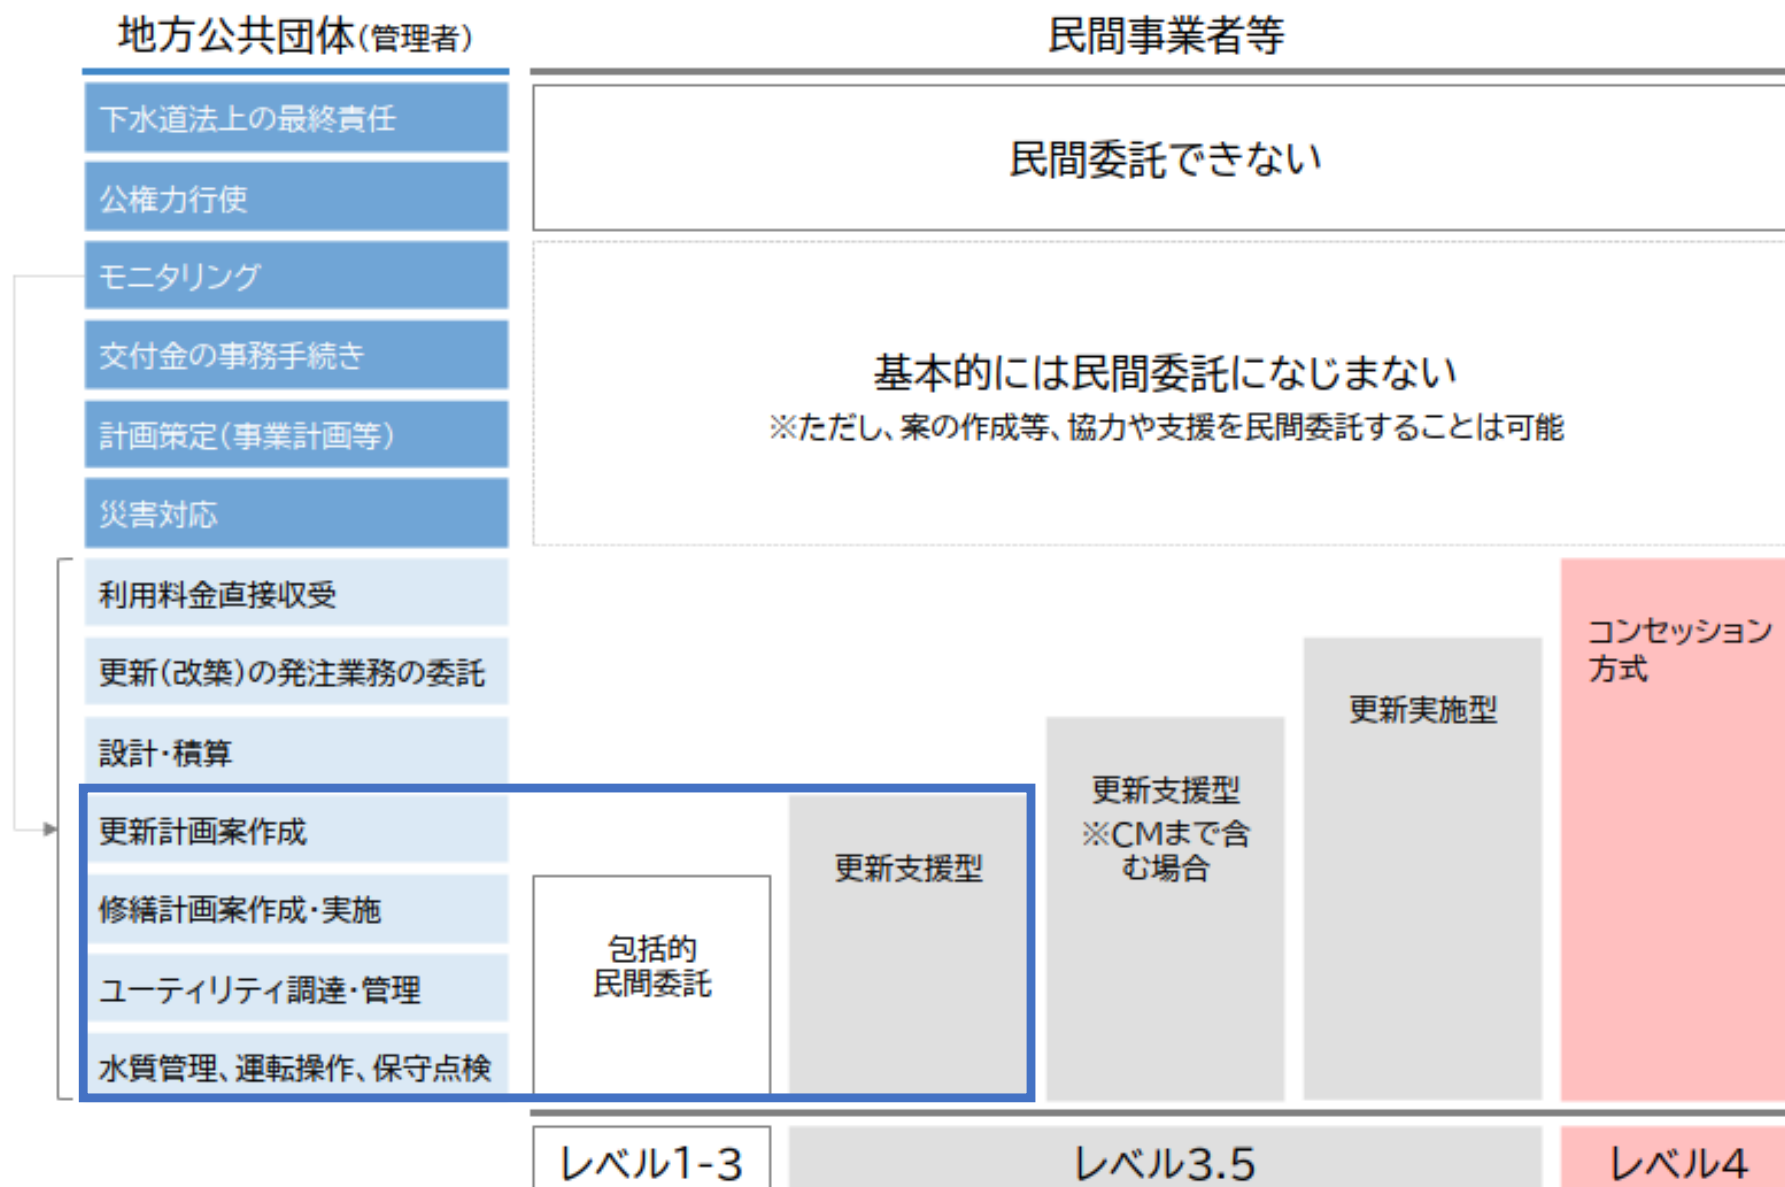 地方公共団体(管理者)
民間事業者等
下水道法上の最終責任
公権力行使
民間委託できない
モニタリング
交付金の事務手続き
計画策定(事業計画等)
災害対応
基本的には民間委託になじまない
※ただし、案の作成等、協力や支援を民間委託することは可能
利用料金直接収受
更新(改築)の発注業務の委託
設計・積算
更新計画案作成
修繕計画案作成・実施
ユーティリティ調達・管理
水質管理、運転操作、保守点検
包括的
民間委託
更新支援型
更新支援型
※CMまで含
む場合
更新実施型
コンセッション
方式
レベル1-3
レベル3.5
レベル4